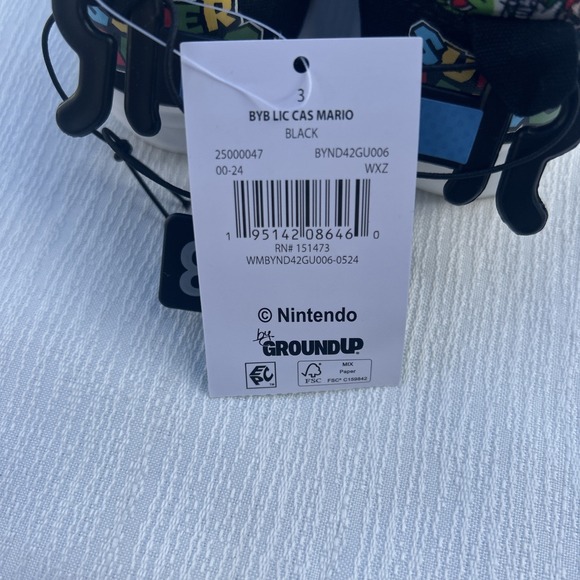 3
BYB LIC CAS MARIO
BLACK
25000047 BYND42GU006
00-24 WXZ
1 95142 08646 0
RN# 151473
WMBYND42GU006-0524
© Nintendo
by
GROUNDUP
MIX
Paper
FSC
FSC® C159842
8